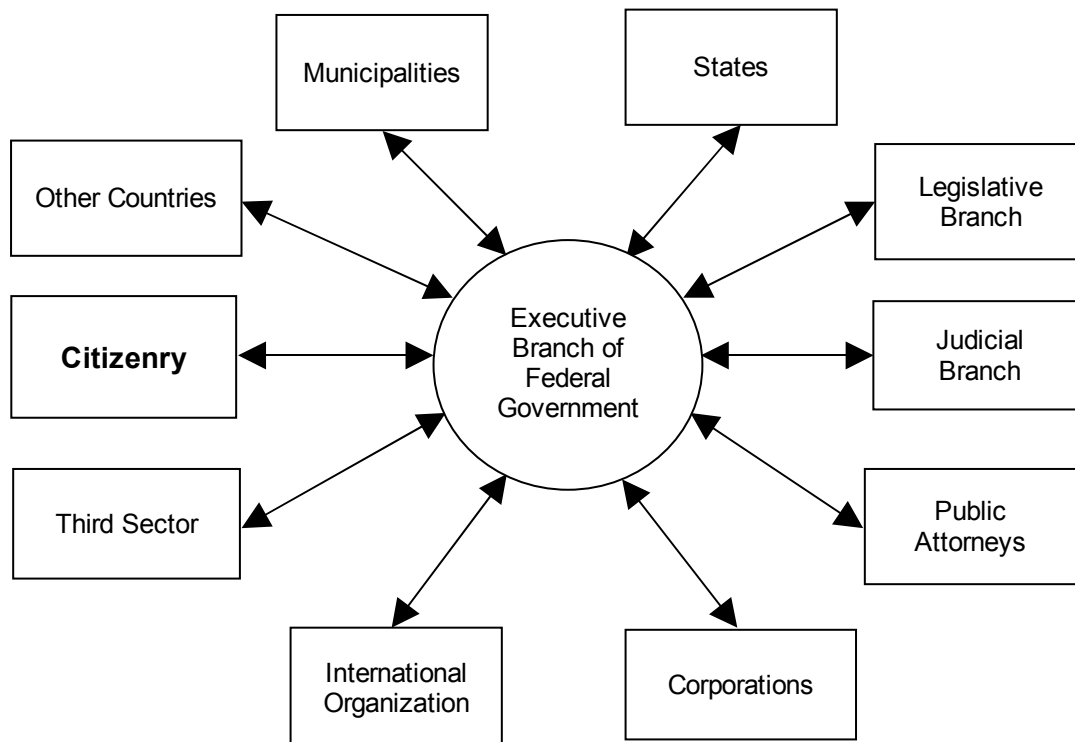 Municipalities
States
Other Countries
Legislative
Branch
Executive
Branch of
Federal
Government
Citizenry
Judicial
Branch
Third Sector
Public
Attorneys
International
Organization
Corporations